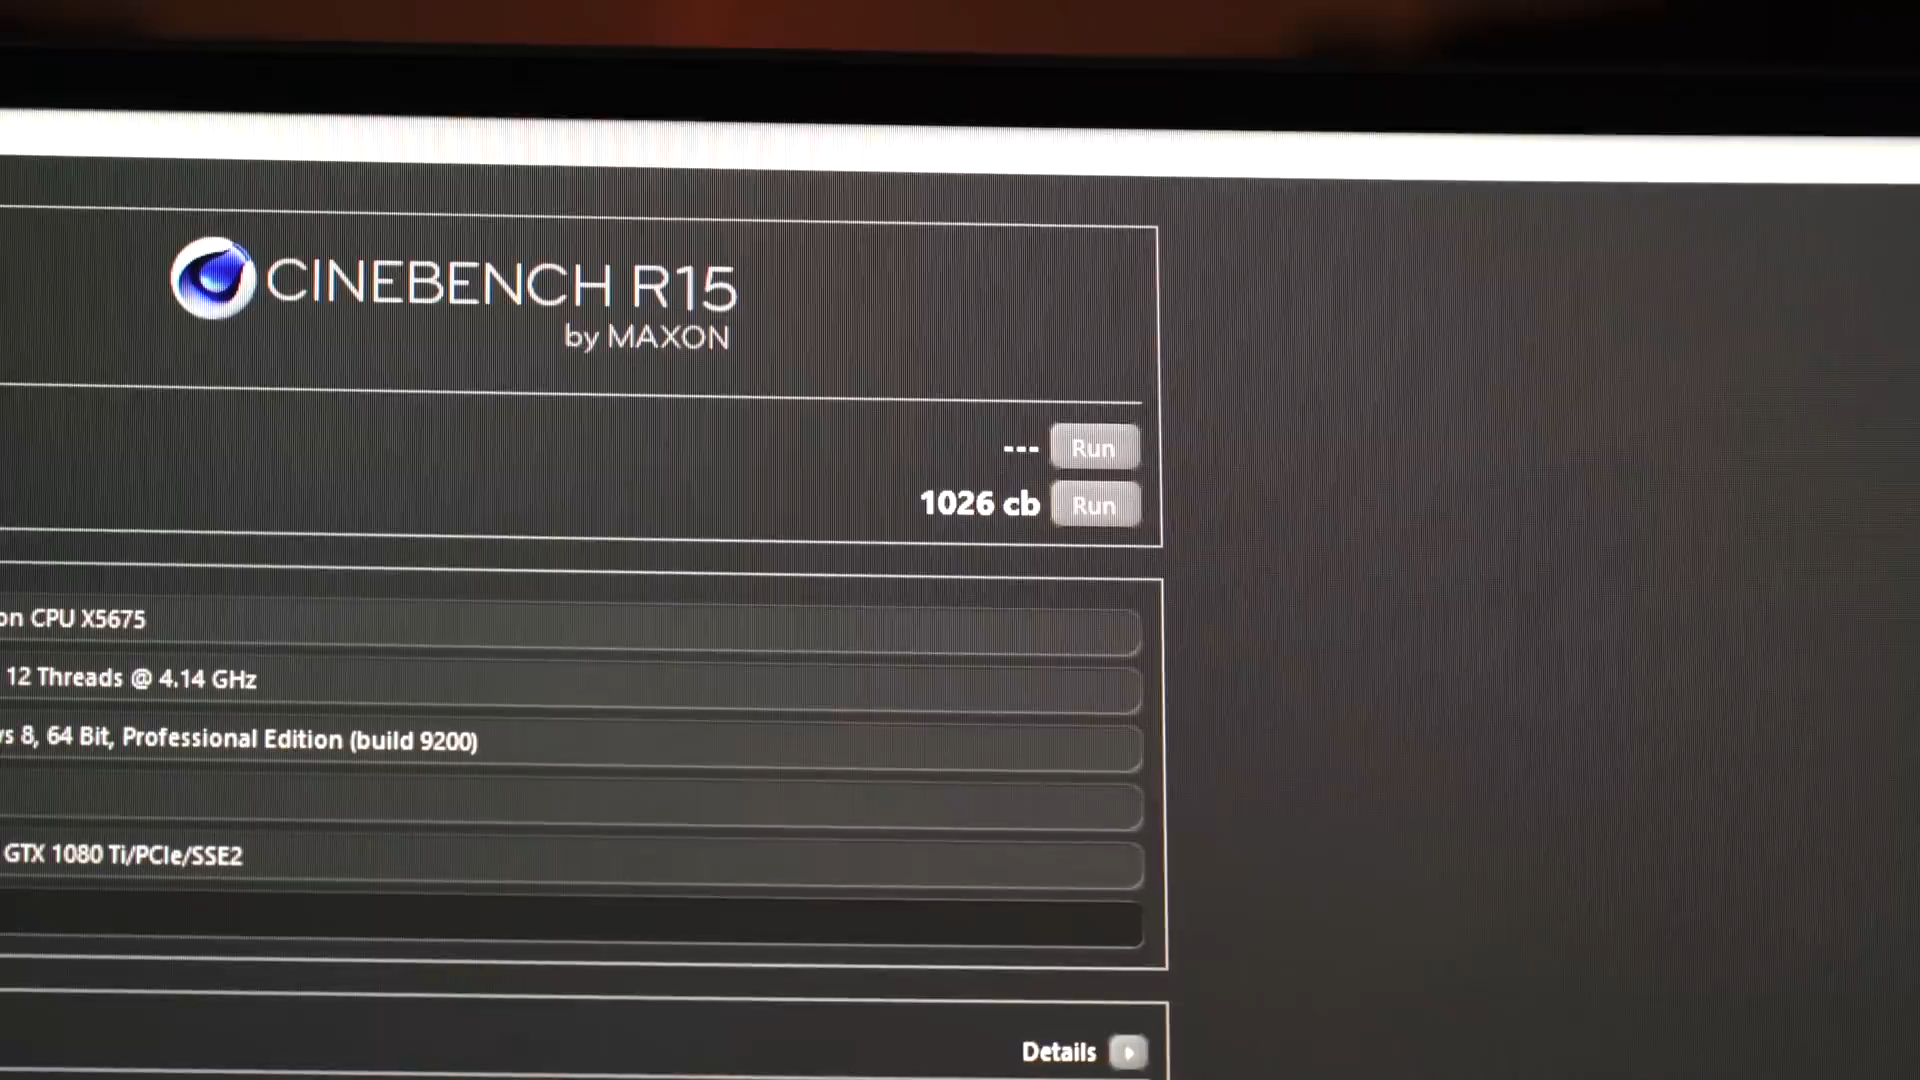 CINEBENCH R15
by MAXON
--- Run
1026 cb Run
CPU X5675
12 Threads @ 4.14 GHz
8, 64 Bit, Professional Edition (build 9200)
GTX 1080 Ti/PCIe/SSE2
Details